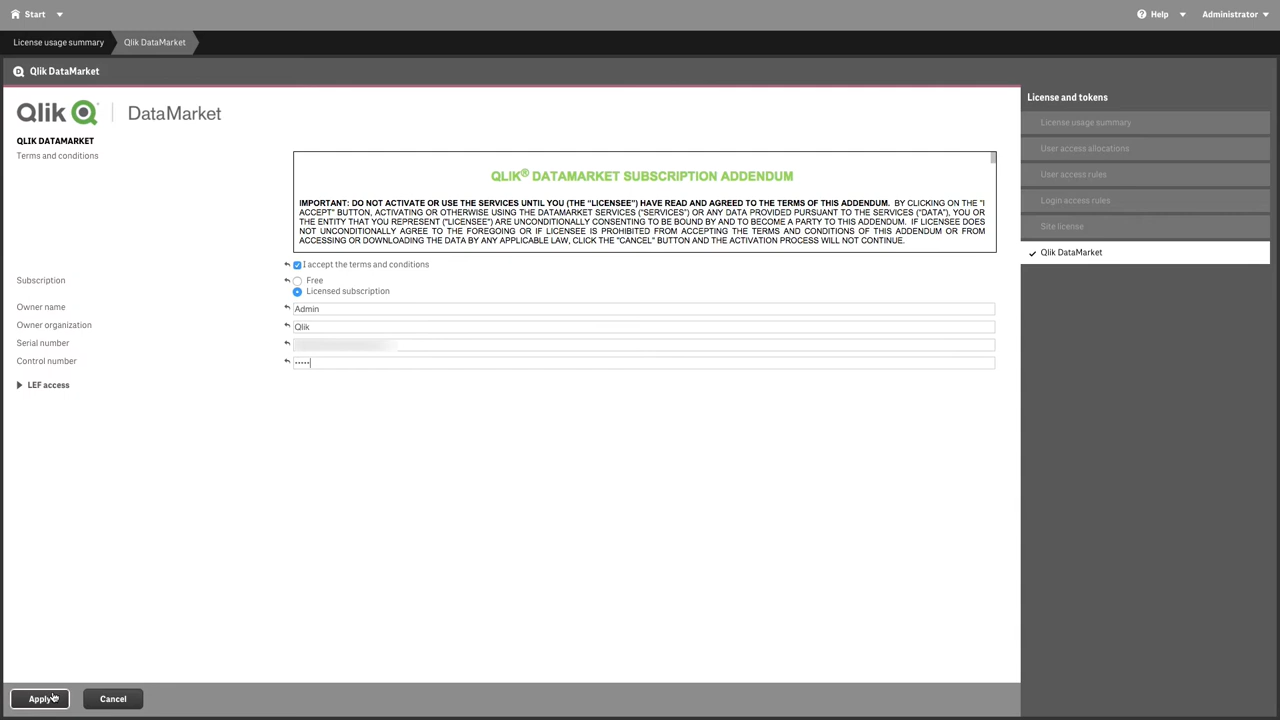 Start
Help
Administrator
License usage summary
Qlik DataMarket
Qlik DataMarket
Qlik DataMarket
QLIK DATAMARKET
Terms and conditions
QLIK® DATAMARKET SUBSCRIPTION ADDENDUM
IMPORTANT: DO NOT ACTIVATE OR USE THE SERVICES UNTIL YOU (THE "LICENSEE") HAVE READ AND AGREED TO THE TERMS OF THIS ADDENDUM. BY CLICKING ON THE "I
ACCEPT" BUTTON, ACTIVATING OR OTHERWISE USING THE DATAMARKET SERVICES ("SERVICES") OR ANY DATA PROVIDED PURSUANT TO THE SERVICES ("DATA"), YOU OR
THE ENTITY THAT YOU REPRESENT ("LICENSEE") ARE UNCONDITIONALLY CONSENTING TO BE BOUND BY AND TO BECOME A PARTY TO THIS ADDENDUM. IF LICENSEE DOES
NOT UNCONDITIONALLY AGREE TO THE FOREGOING OR IF LICENSEE IS PROHIBITED FROM ACCEPTING THE TERMS AND CONDITIONS OF THIS ADDENDUM OR FROM
ACCESSING OR DOWNLOADING THE DATA BY ANY APPLICABLE LAW, CLICK THE "CANCEL" BUTTON AND THE ACTIVATION PROCESS WILL NOT CONTINUE.
I accept the terms and conditions
Subscription
Free
Licensed subscription
Owner name
Admin
Owner organization
Qlik
Serial number
Control number
•••••
LEF access
Apply
Cancel
License and tokens
License usage summary
User access allocations
User access rules
Login access rules
Site license
Qlik DataMarket